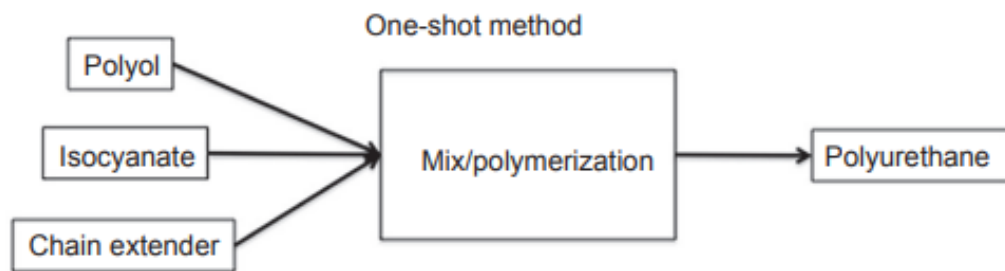 One-shot method
Polyol
Isocyanate
Chain extender
Mix/polymerization
Polyurethane